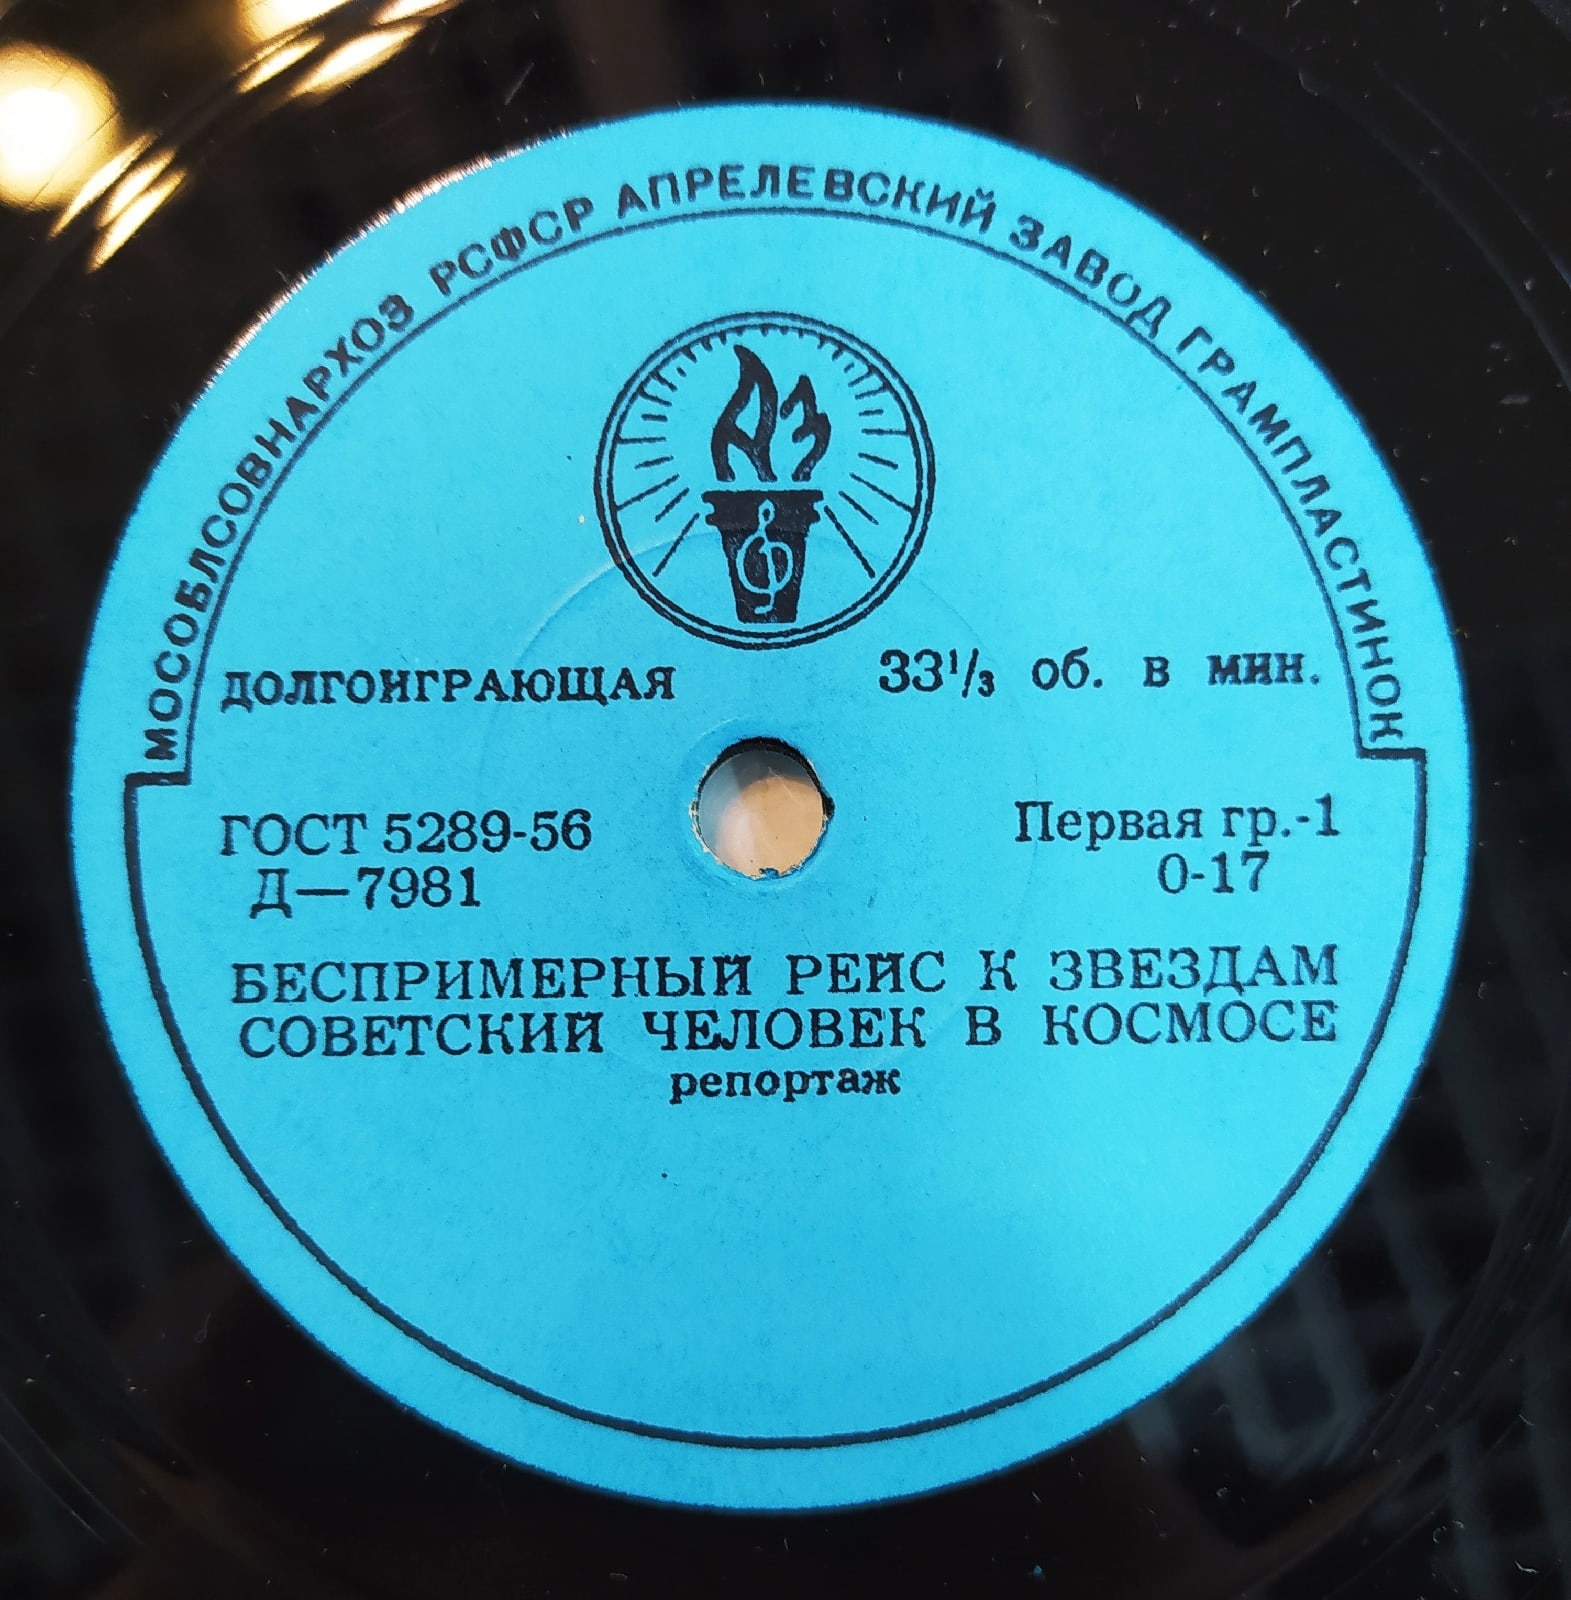 МОСОБЛСОВНАРХОЗ РСФСР АПРЕЛЕВСКИЙ ЗАВОД ГРАМПЛАСТИНОК
АЗ
ДОЛГОИГРАЮЩАЯ 33⅓ об. в мин.
ГОСТ 5289-56 Первая гр.-1
Д—7981 0-17
БЕСПРИМЕРНЫЙ РЕЙС К ЗВЕЗДАМ
СОВЕТСКИЙ ЧЕЛОВЕК В КОСМОСЕ
репортаж